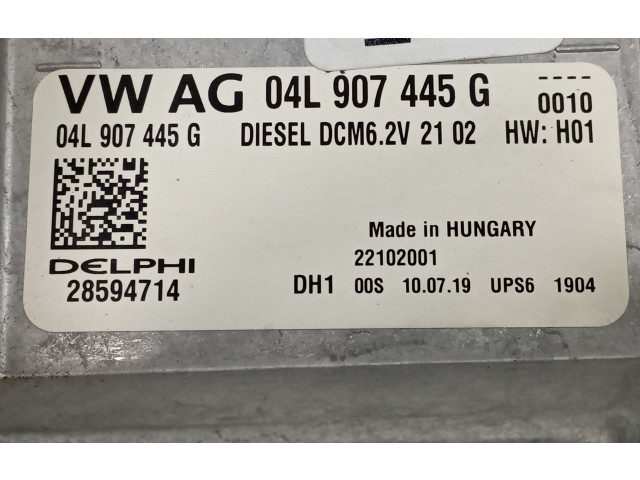 VW AG 04L 907 445 G ----
0010
04L 907 445 G DIESEL DCM6.2V 21 02 HW: H01
Made in HUNGARY
22102001
DELPHI
28594714 DH1 00S 10.07.19 UPS6 1904